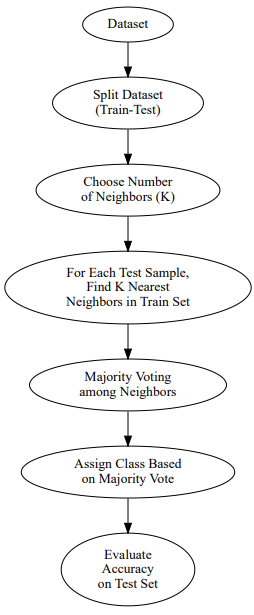 Dataset
Split Dataset
(Train-Test)
Choose Number
of Neighbors (K)
For Each Test Sample,
Find K Nearest
Neighbors in Train Set
Majority Voting
among Neighbors
Assign Class Based
on Majority Vote
Evaluate
Accuracy
on Test Set